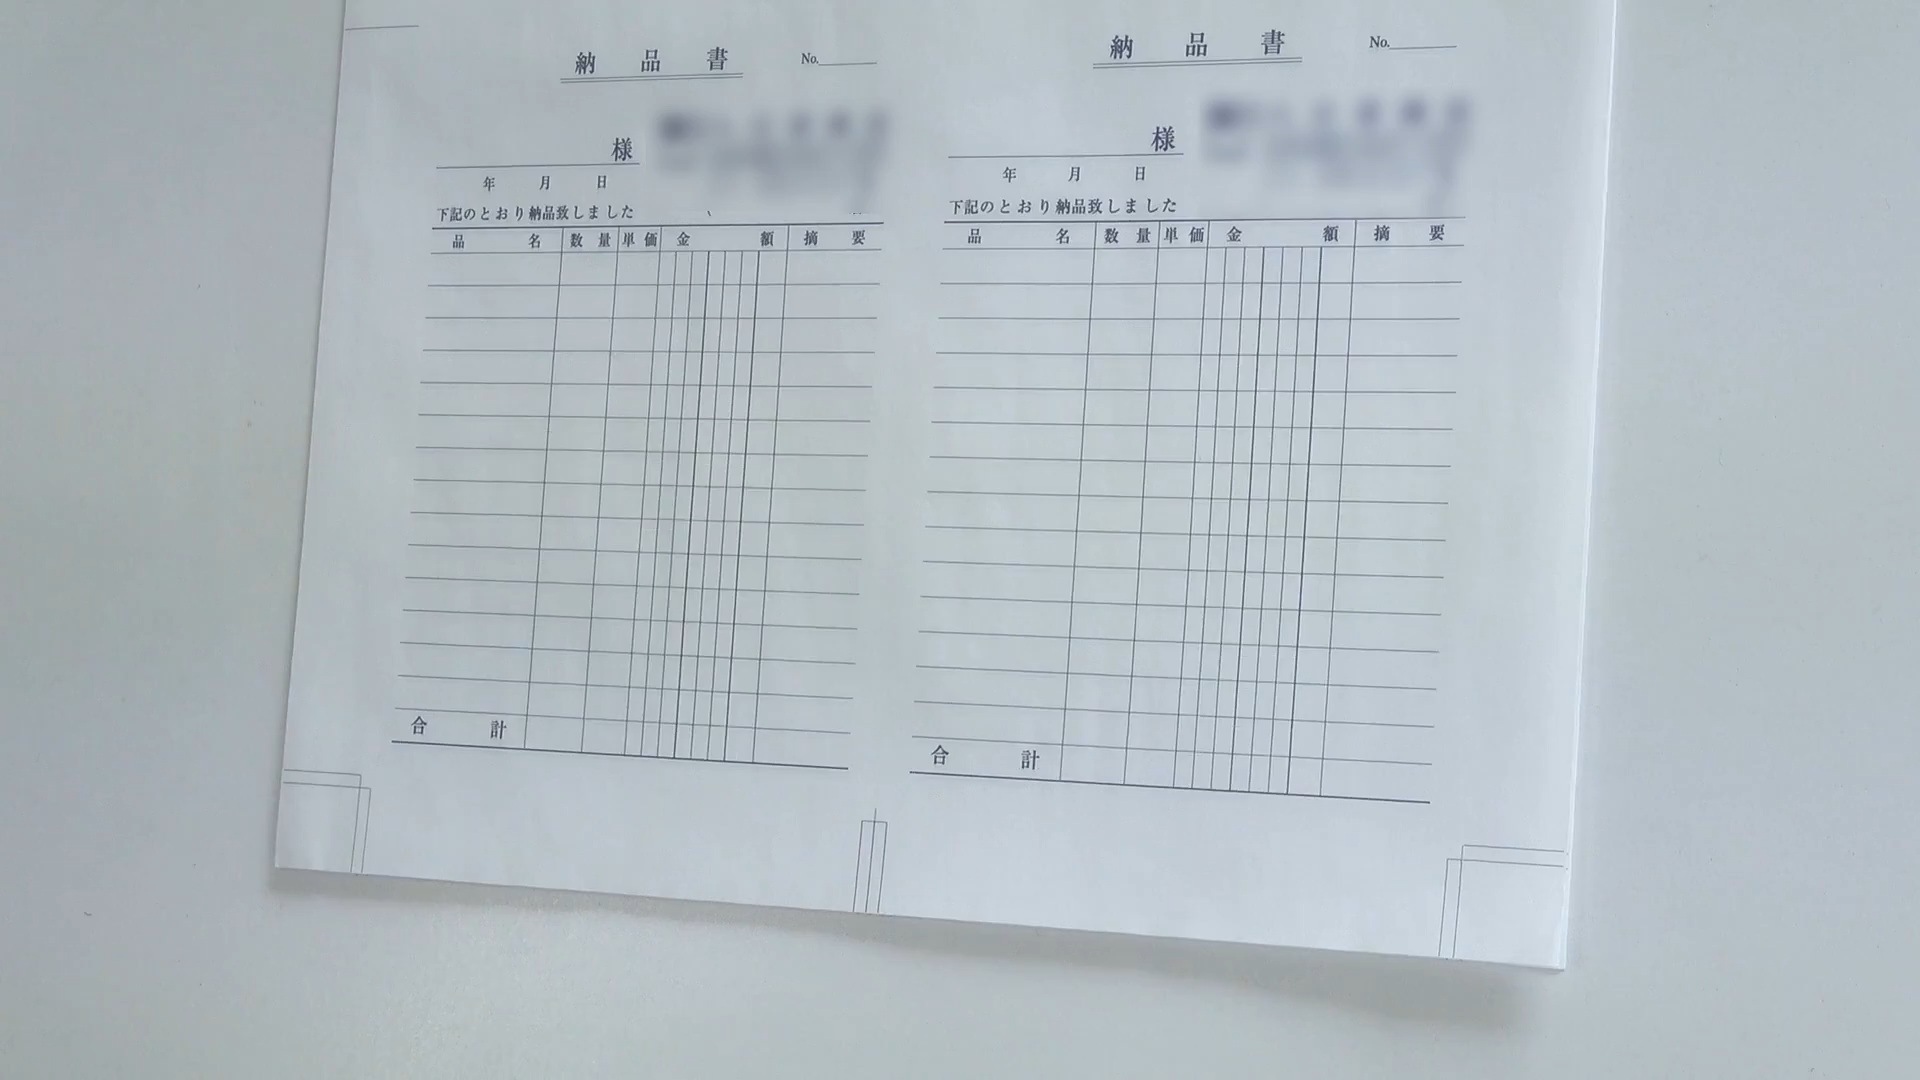 納品書 No.
様
年 月 日
下記のとおり納品致しました
品名 数量 単価 金額 摘要
合計
納品書 No.
様
年 月 日
下記のとおり納品致しました
品名 数量 単価 金額 摘要
合計